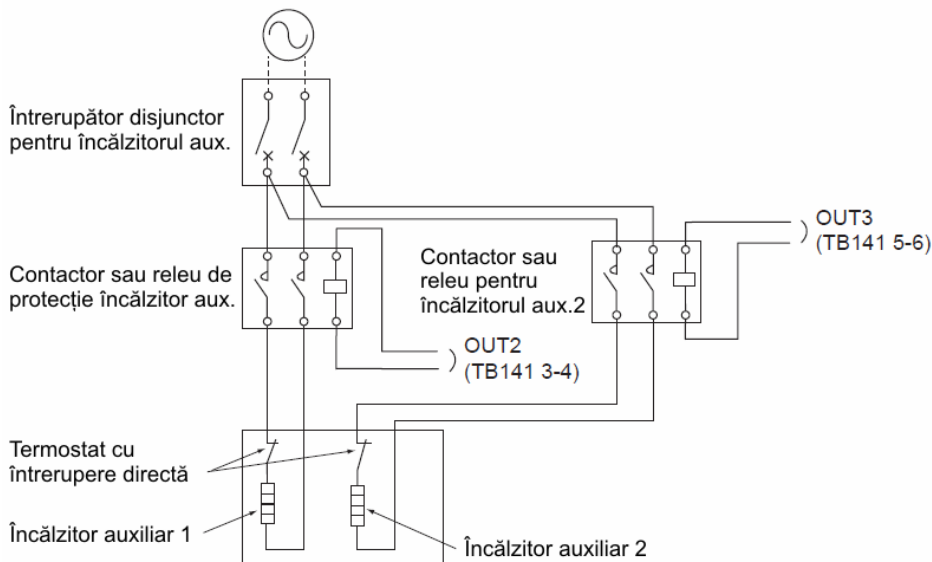 Întrerupător disjunctor
pentru încălzitorul aux.
Contactor sau releu de
protecție încălzitor aux.
Contactor sau
releu pentru
încălzitorul aux.2
OUT3
(TB141 5-6)
OUT2
(TB141 3-4)
Termostat cu
întrerupere directă
Încălzitor auxiliar 1
Încălzitor auxiliar 2